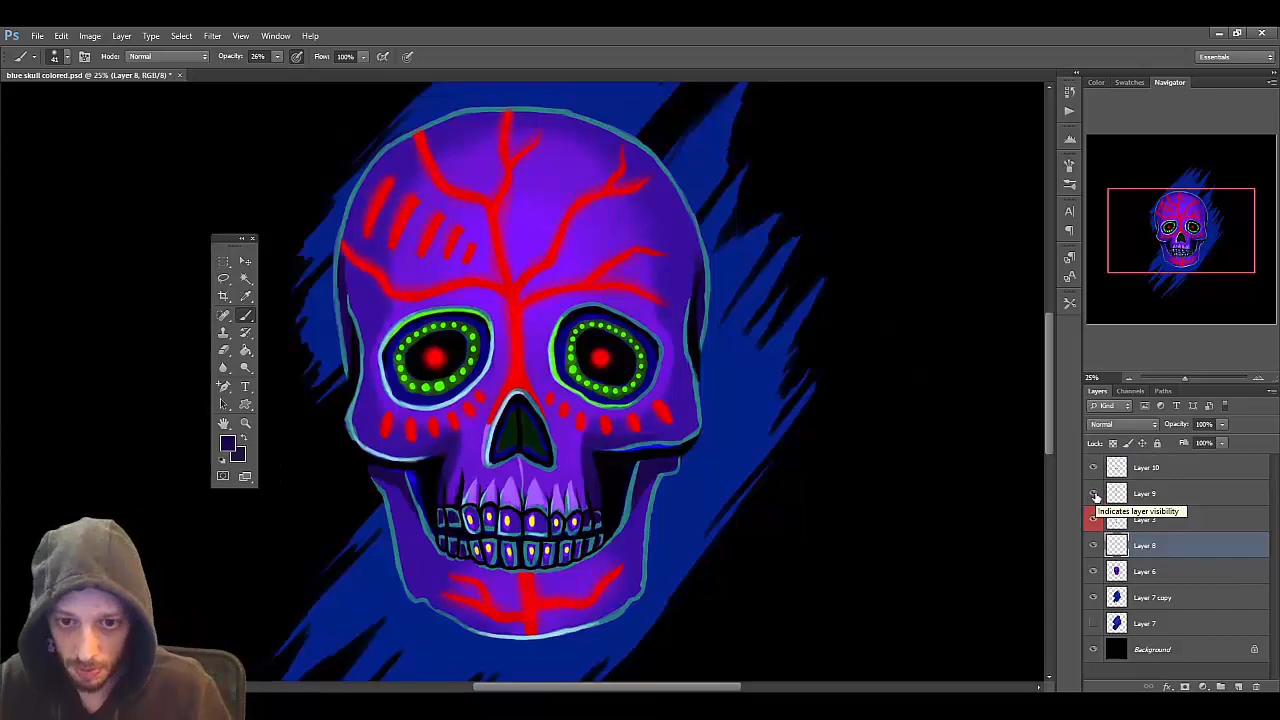 Ps File Edit Image Layer Type Select Filter View Window Help
41 Mode: Normal Opacity: 26% Flow: 100% Essentials
blue skull colored.psd @ 25% (Layer 8, RGB/8) * ×
Color Swatches Navigator
25%
Layers Channels Paths
Kind
Normal Opacity: 100%
Lock: Fill: 100%
Layer 10
Layer 9
Indicates layer visibility
Layer 3
Layer 8
Layer 6
Layer 7 copy
Layer 7
Background